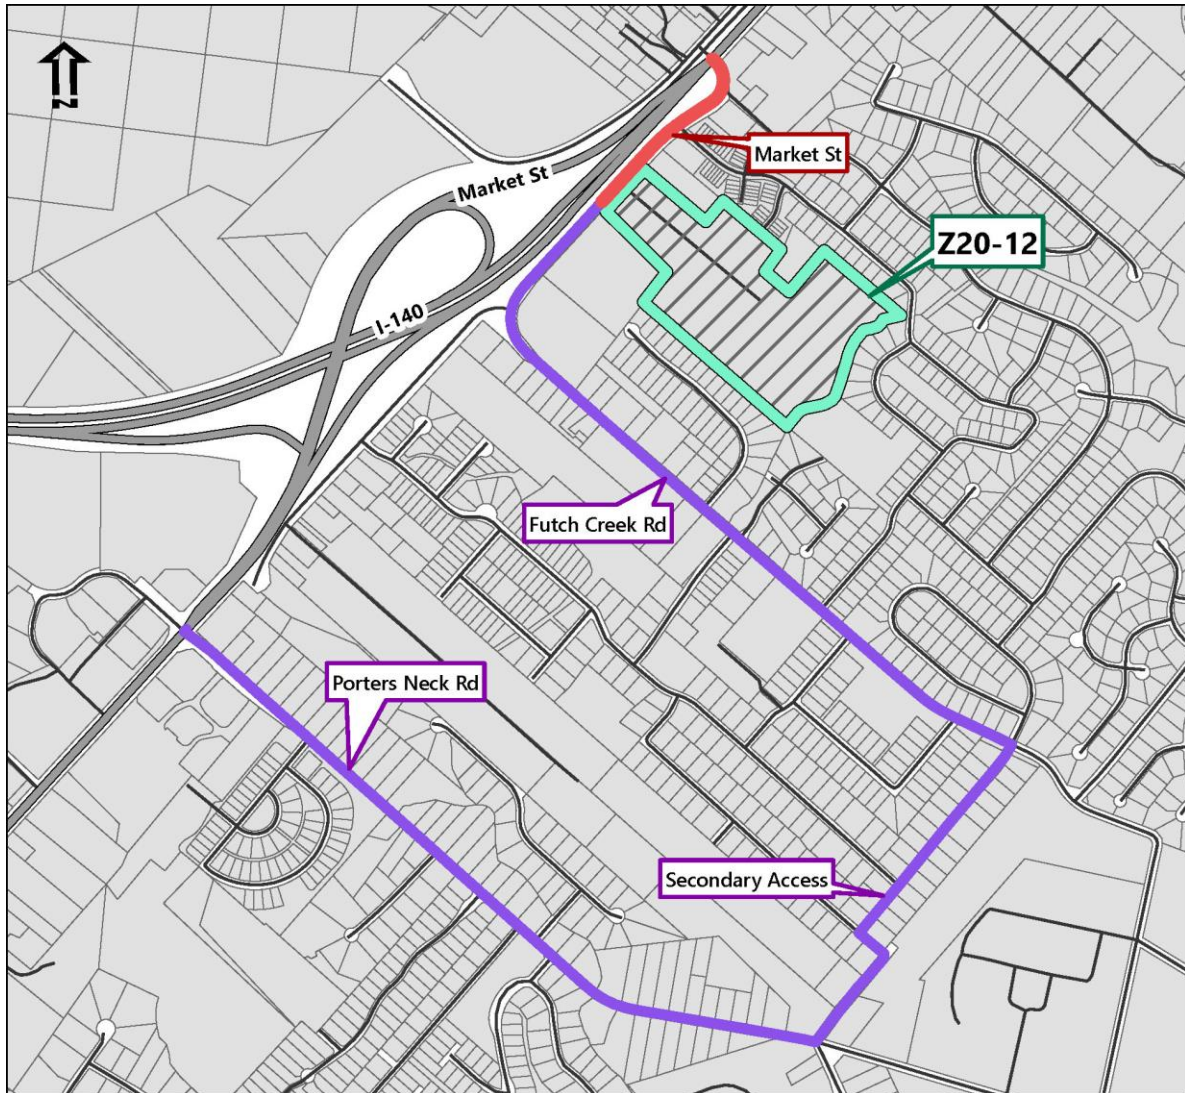 N
Market St
Market St
Z20-12
I-140
Futch Creek Rd
Porters Neck Rd
Secondary Access